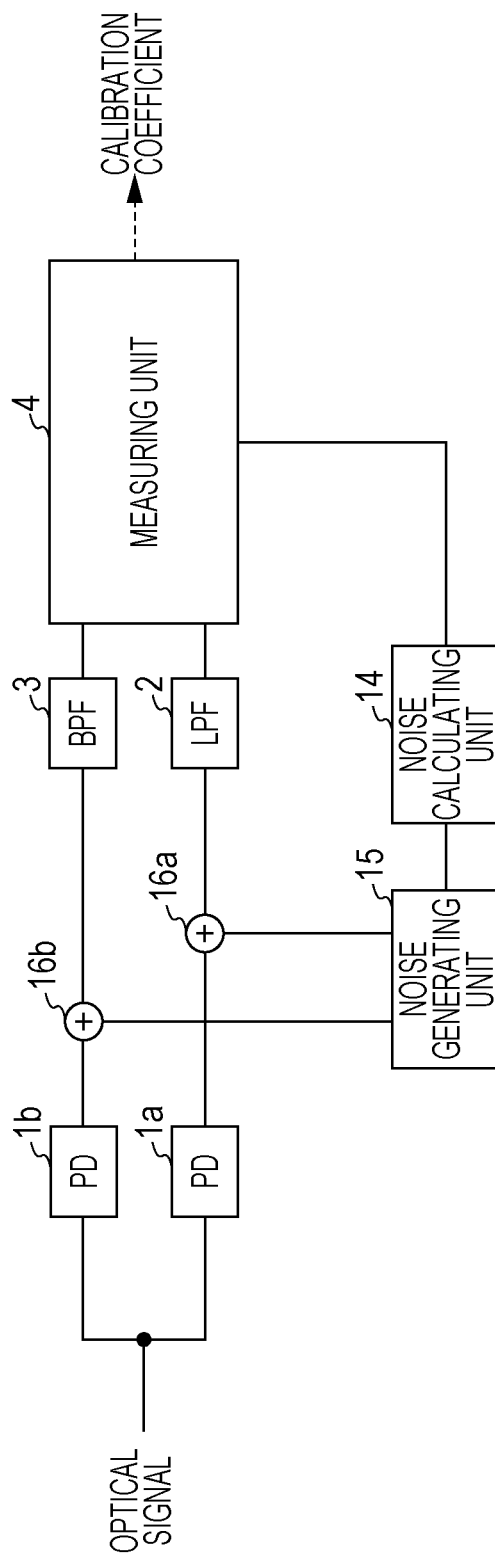 OPTICAL
SIGNAL
1b
PD
1a
PD
16b
+
16a
+
3
BPF
2
LPF
4
MEASURING UNIT
CALIBRATION
COEFFICIENT
15
NOISE
GENERATING
UNIT
14
NOISE
CALCULATING
UNIT